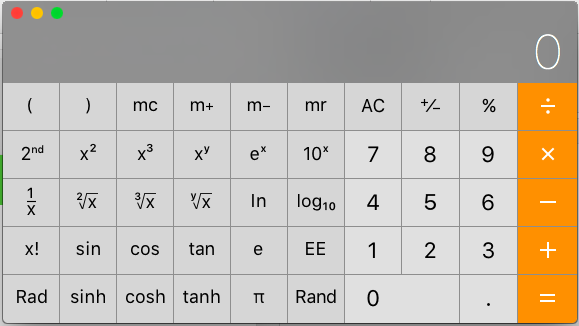 0
( ) mc m+ m− mr AC ⁺∕₋ % ÷
2ⁿᵈ x² x³ xʸ eˣ 10ˣ 7 8 9 ×
1/x ²√x ³√x ʸ√x ln log₁₀ 4 5 6 −
x! sin cos tan e EE 1 2 3 +
Rad sinh cosh tanh π Rand 0 . =